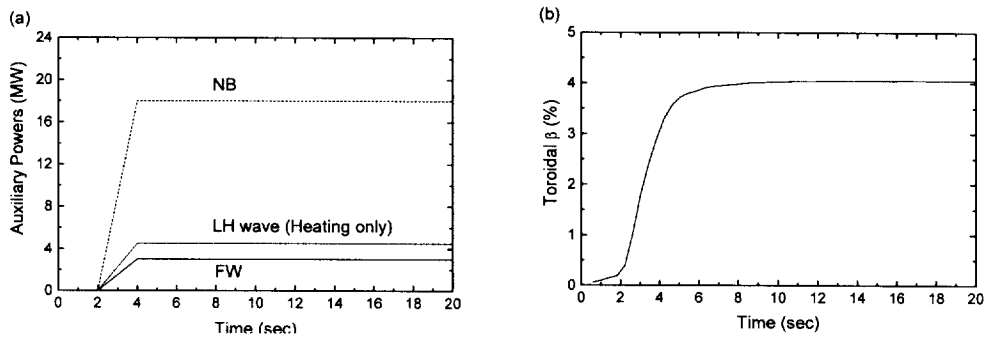 (a)
24
20
16
12
8
4
0
Auxiliary Powers (MW)
NB
LH wave (Heating only)
FW
0 2 4 6 8 10 12 14 16 18 20
Time (sec)
(b)
5
4
3
2
1
0
Toroidal β (%)
0 2 4 6 8 10 12 14 16 18 20
Time (sec)